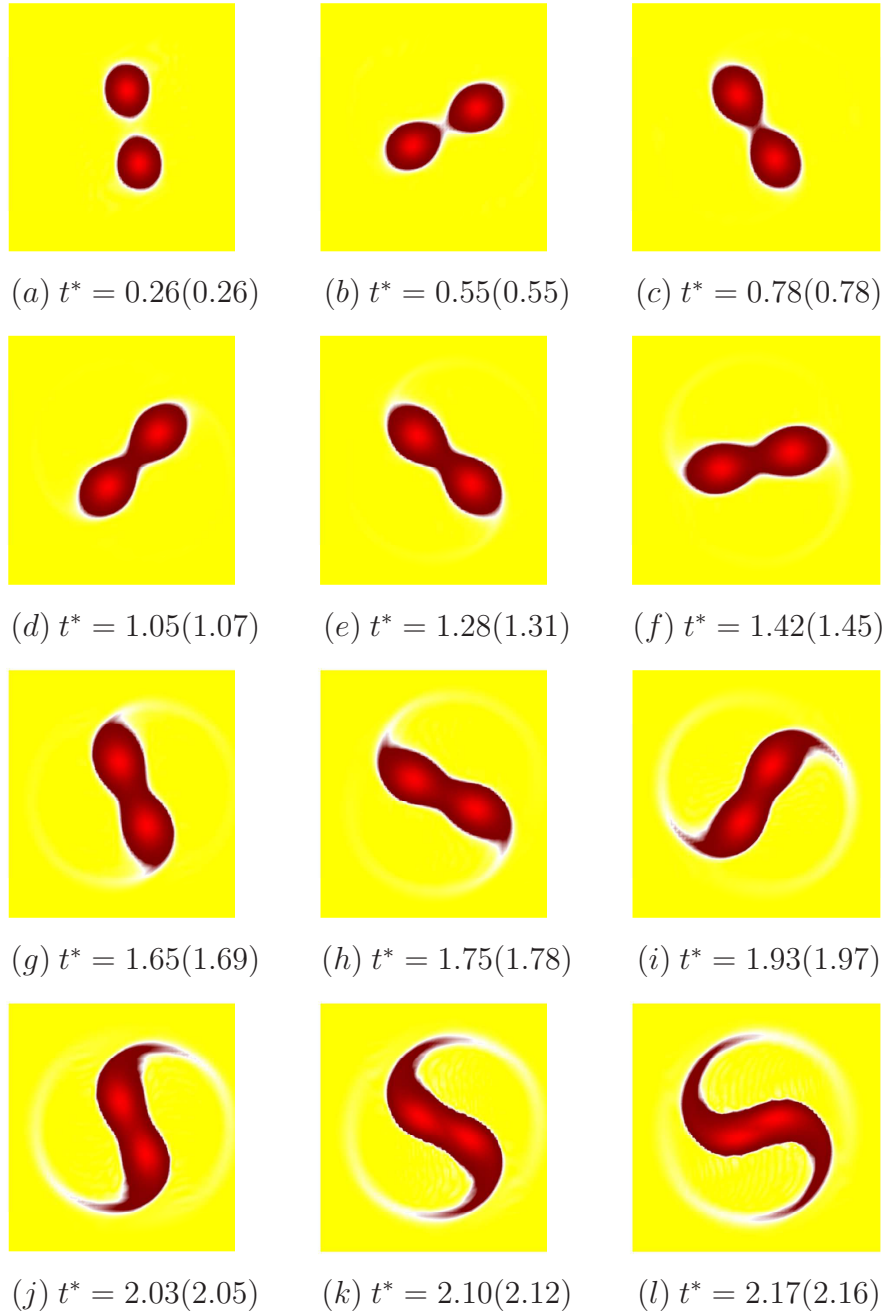 (a) t* = 0.26(0.26) (b) t* = 0.55(0.55) (c) t* = 0.78(0.78)
(d) t* = 1.05(1.07) (e) t* = 1.28(1.31) (f) t* = 1.42(1.45)
(g) t* = 1.65(1.69) (h) t* = 1.75(1.78) (i) t* = 1.93(1.97)
(j) t* = 2.03(2.05) (k) t* = 2.10(2.12) (l) t* = 2.17(2.16)